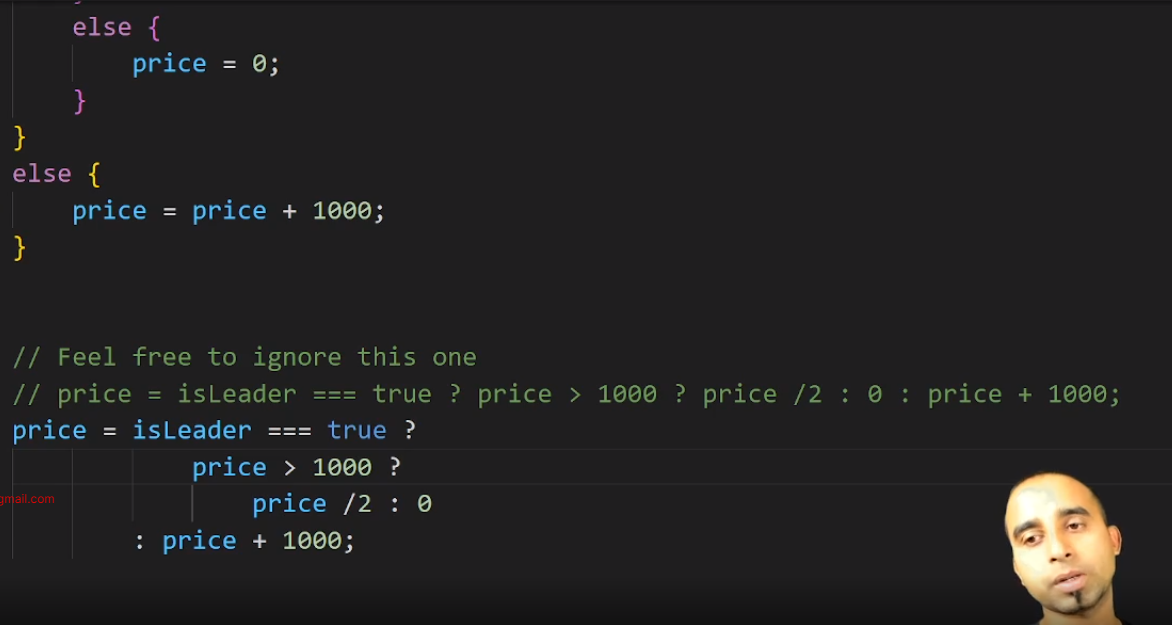 else {
price = 0;
}
}
else {
price = price + 1000;
}
// Feel free to ignore this one
// price = isLeader === true ? price > 1000 ? price /2 : 0 : price + 1000;
price = isLeader === true ?
price > 1000 ?
gmail.com
price /2 : 0
: price + 1000;